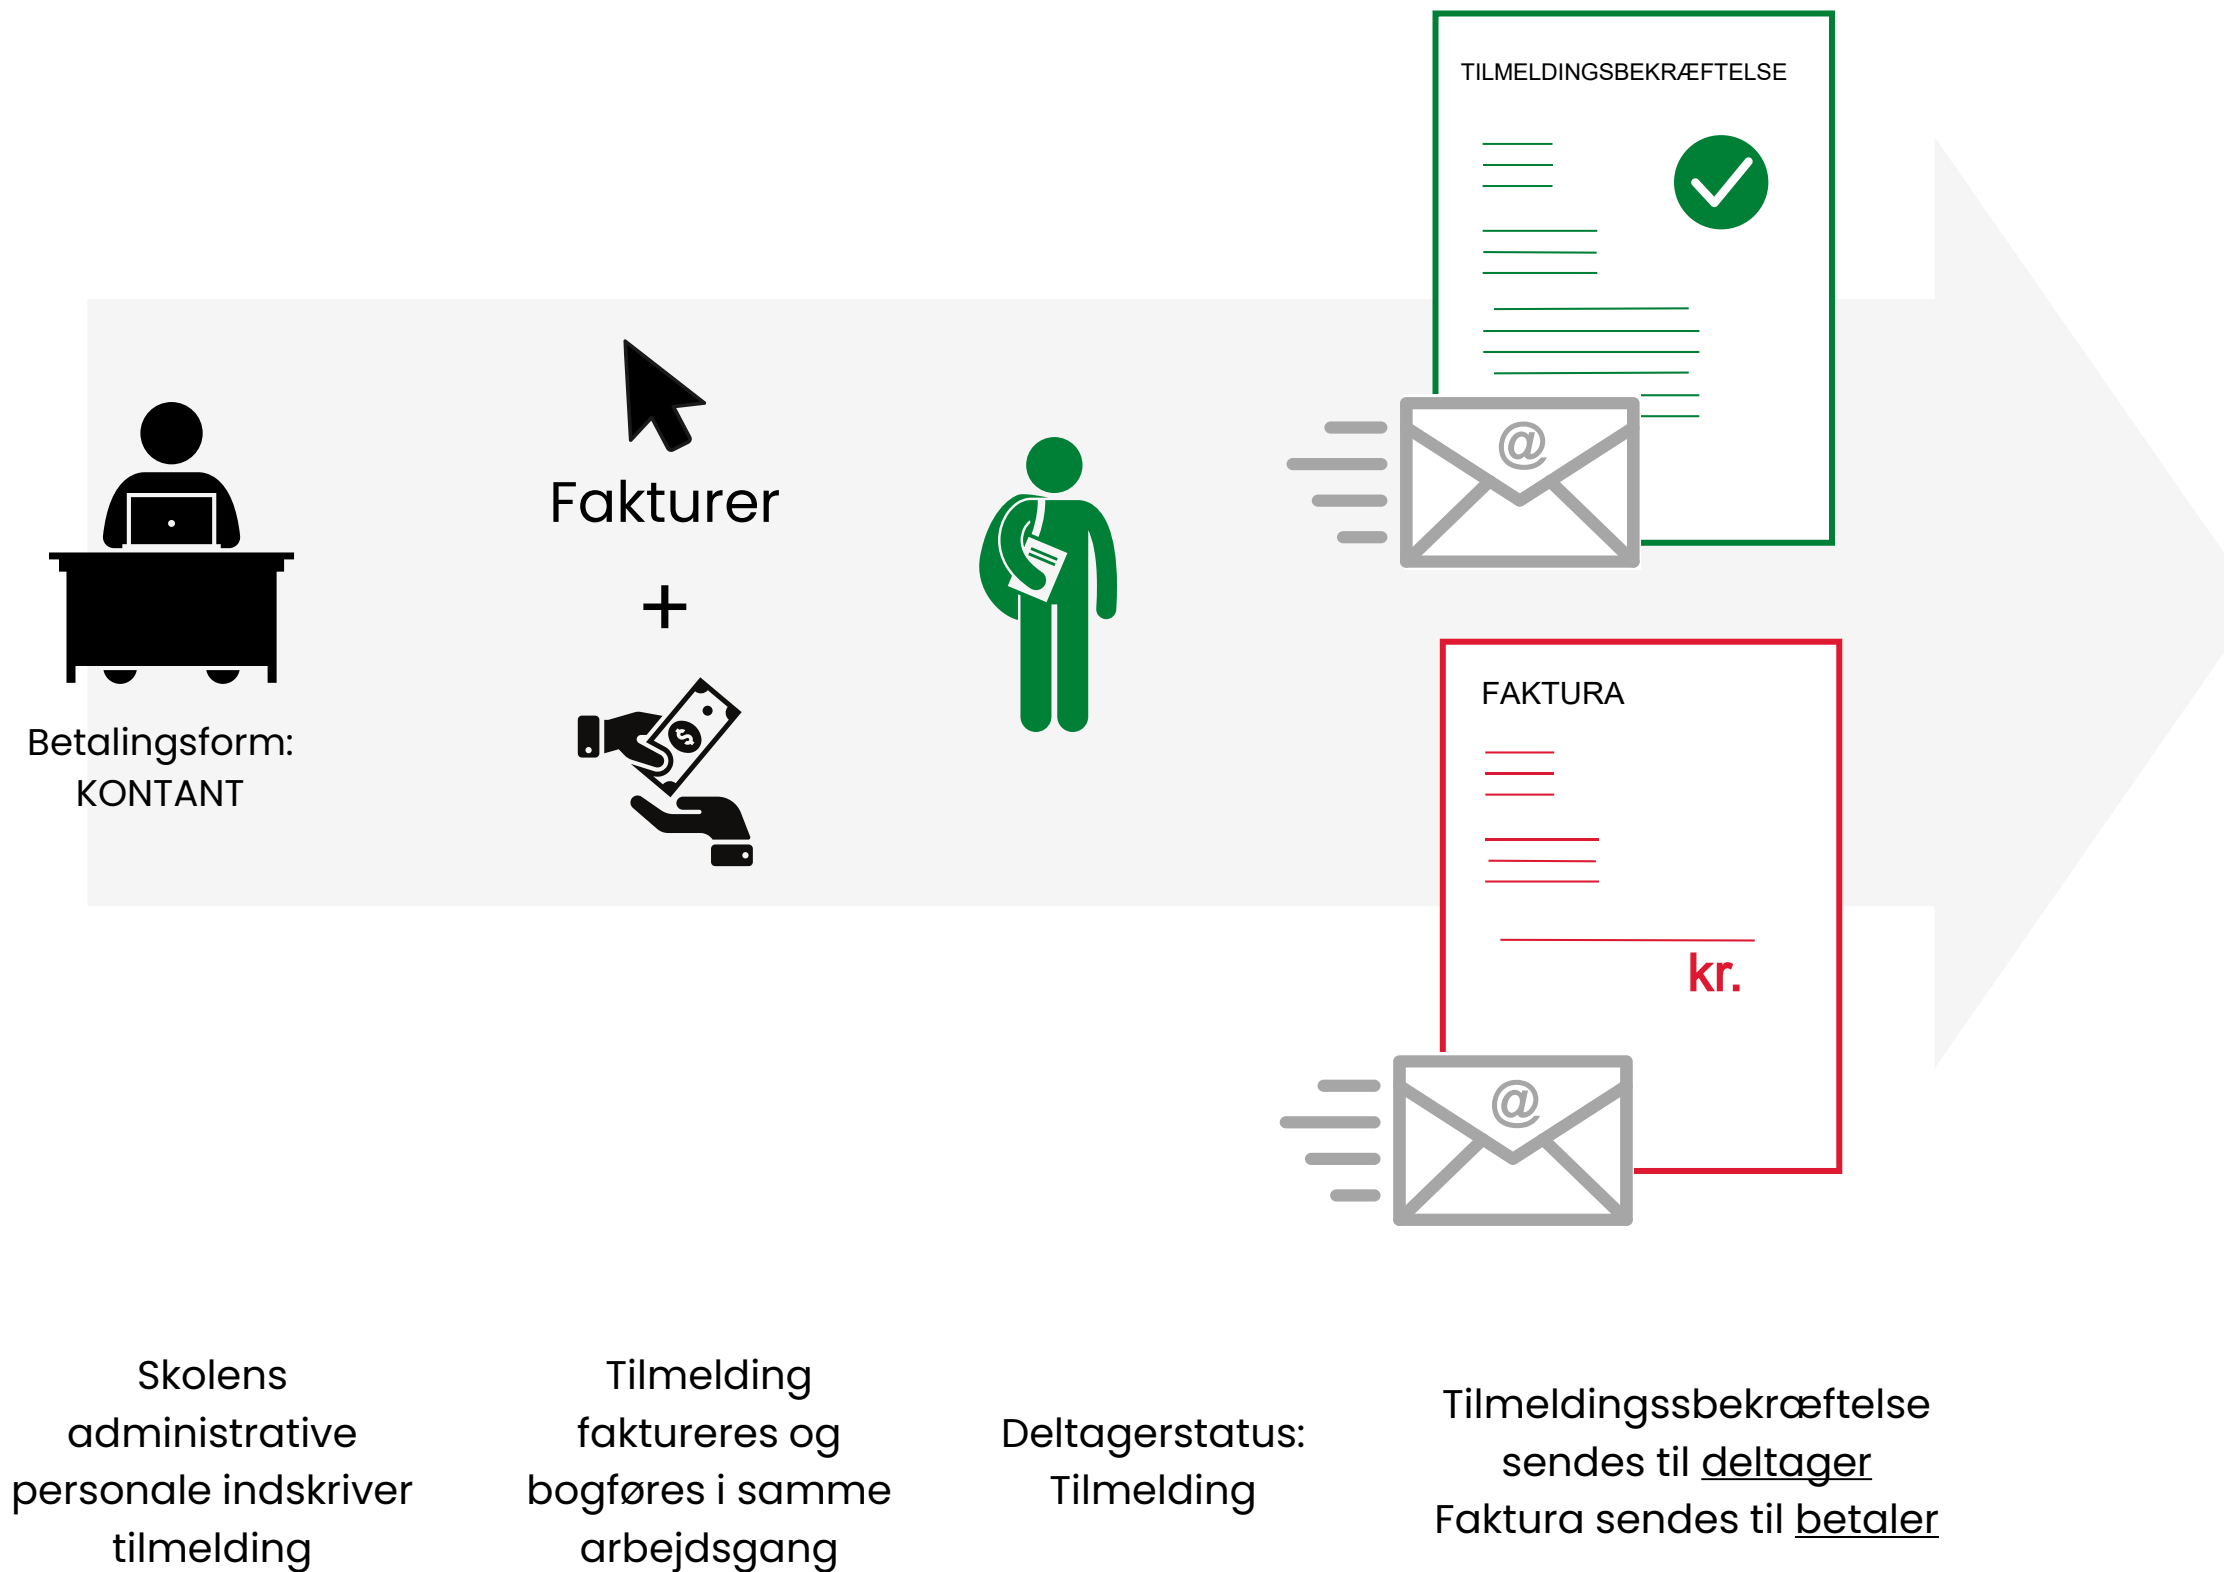 TILMELDINGSBEKRÆFTELSE
@
Fakturer
+
$
Betalingsform:
KONTANT
FAKTURA
kr.
@
Skolens
administrative
personale indskriver
tilmelding
Tilmelding
faktureres og
bogføres i samme
arbejdsgang
Deltagerstatus:
Tilmelding
Tilmeldingssbekræftelse
sendes til deltager
Faktura sendes til betaler